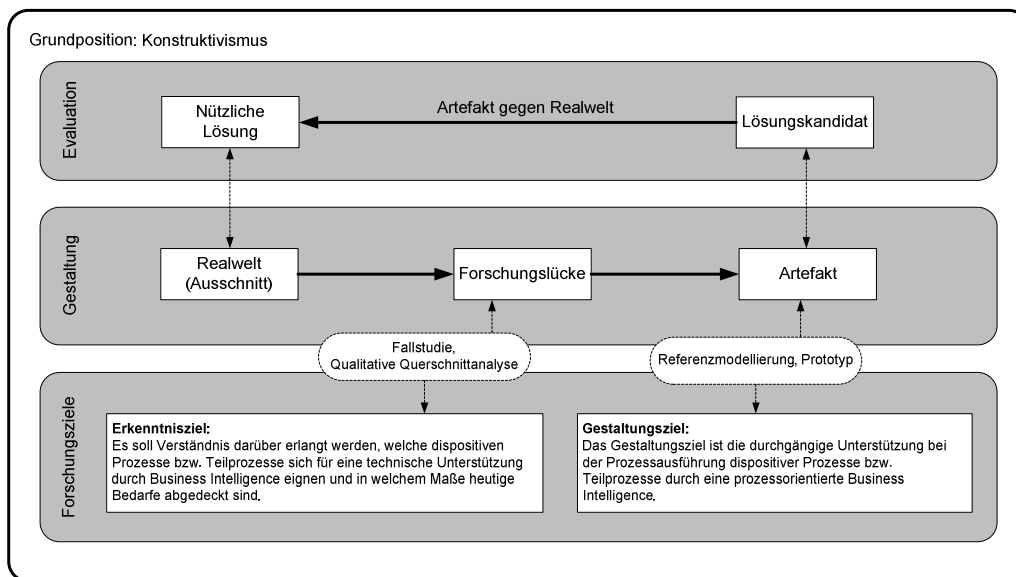 Grundposition: Konstruktivismus
Evaluation
Nützliche
Lösung
Artefakt gegen Realwelt
Lösungskandidat
Gestaltung
Realwelt
(Ausschnitt)
Forschungslücke
Artefakt
Fallstudie,
Qualitative Querschnittanalyse
Referenzmodellierung, Prototyp
Forschungsziele
Erkenntnisziel:
Es soll Verständnis darüber erlangt werden, welche dispositiven
Prozesse bzw. Teilprozesse sich für eine technische Unterstützung
durch Business Intelligence eignen und in welchem Maße heutige
Bedarfe abgedeckt sind.
Gestaltungsziel:
Das Gestaltungsziel ist die durchgängige Unterstützung bei
der Prozessausführung dispositiver Prozesse bzw.
Teilprozesse durch eine prozessorientierte Business
Intelligence.